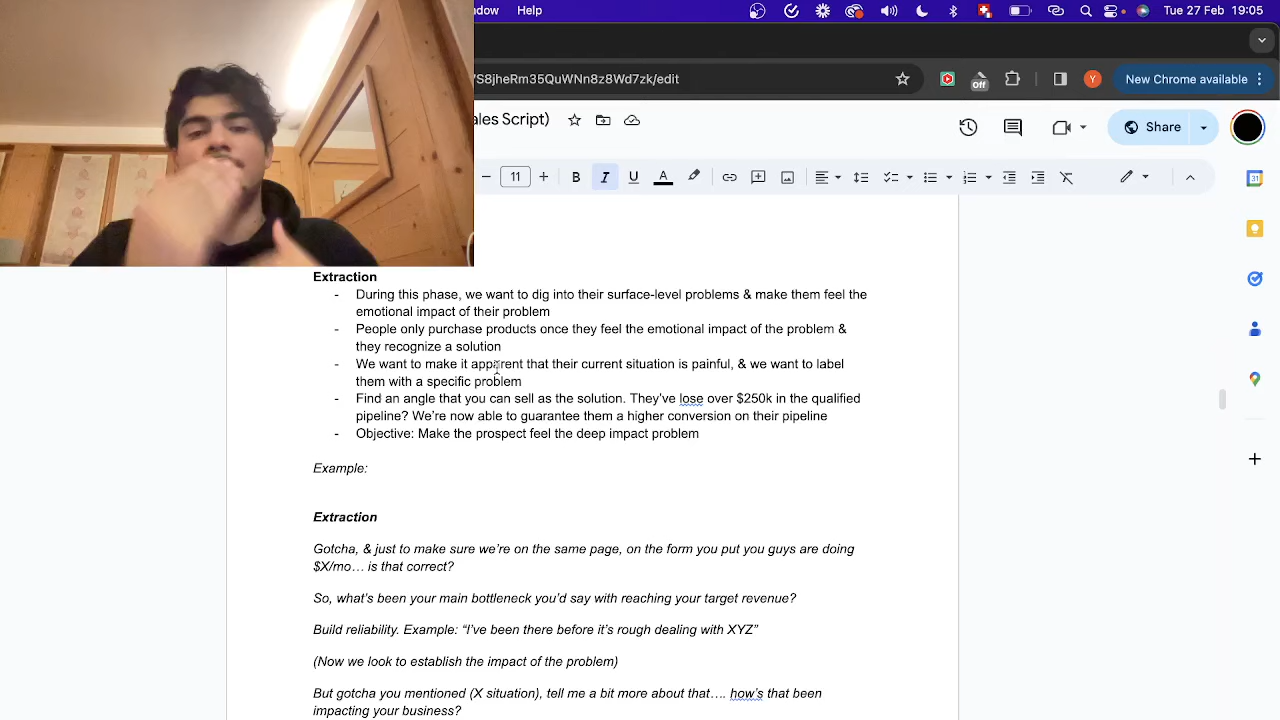 ndow Help Tue 27 Feb 19:05
VS8jheRm35QuWNn8z8Wd7zk/edit Off Y New Chrome available
ales Script) Share
11 B I U A
31
Extraction
- During this phase, we want to dig into their surface-level problems & make them feel the
emotional impact of their problem
- People only purchase products once they feel the emotional impact of the problem &
they recognize a solution
- We want to make it apparent that their current situation is painful, & we want to label
them with a specific problem
- Find an angle that you can sell as the solution. They've lose over $250k in the qualified
pipeline? We're now able to guarantee them a higher conversion on their pipeline
- Objective: Make the prospect feel the deep impact problem
Example:
Extraction
Gotcha, & just to make sure we're on the same page, on the form you put you guys are doing
$X/mo… is that correct?
So, what's been your main bottleneck you'd say with reaching your target revenue?
Build reliability. Example: “I've been there before it's rough dealing with XYZ”
(Now we look to establish the impact of the problem)
But gotcha you mentioned (X situation), tell me a bit more about that…. how's that been
impacting your business?